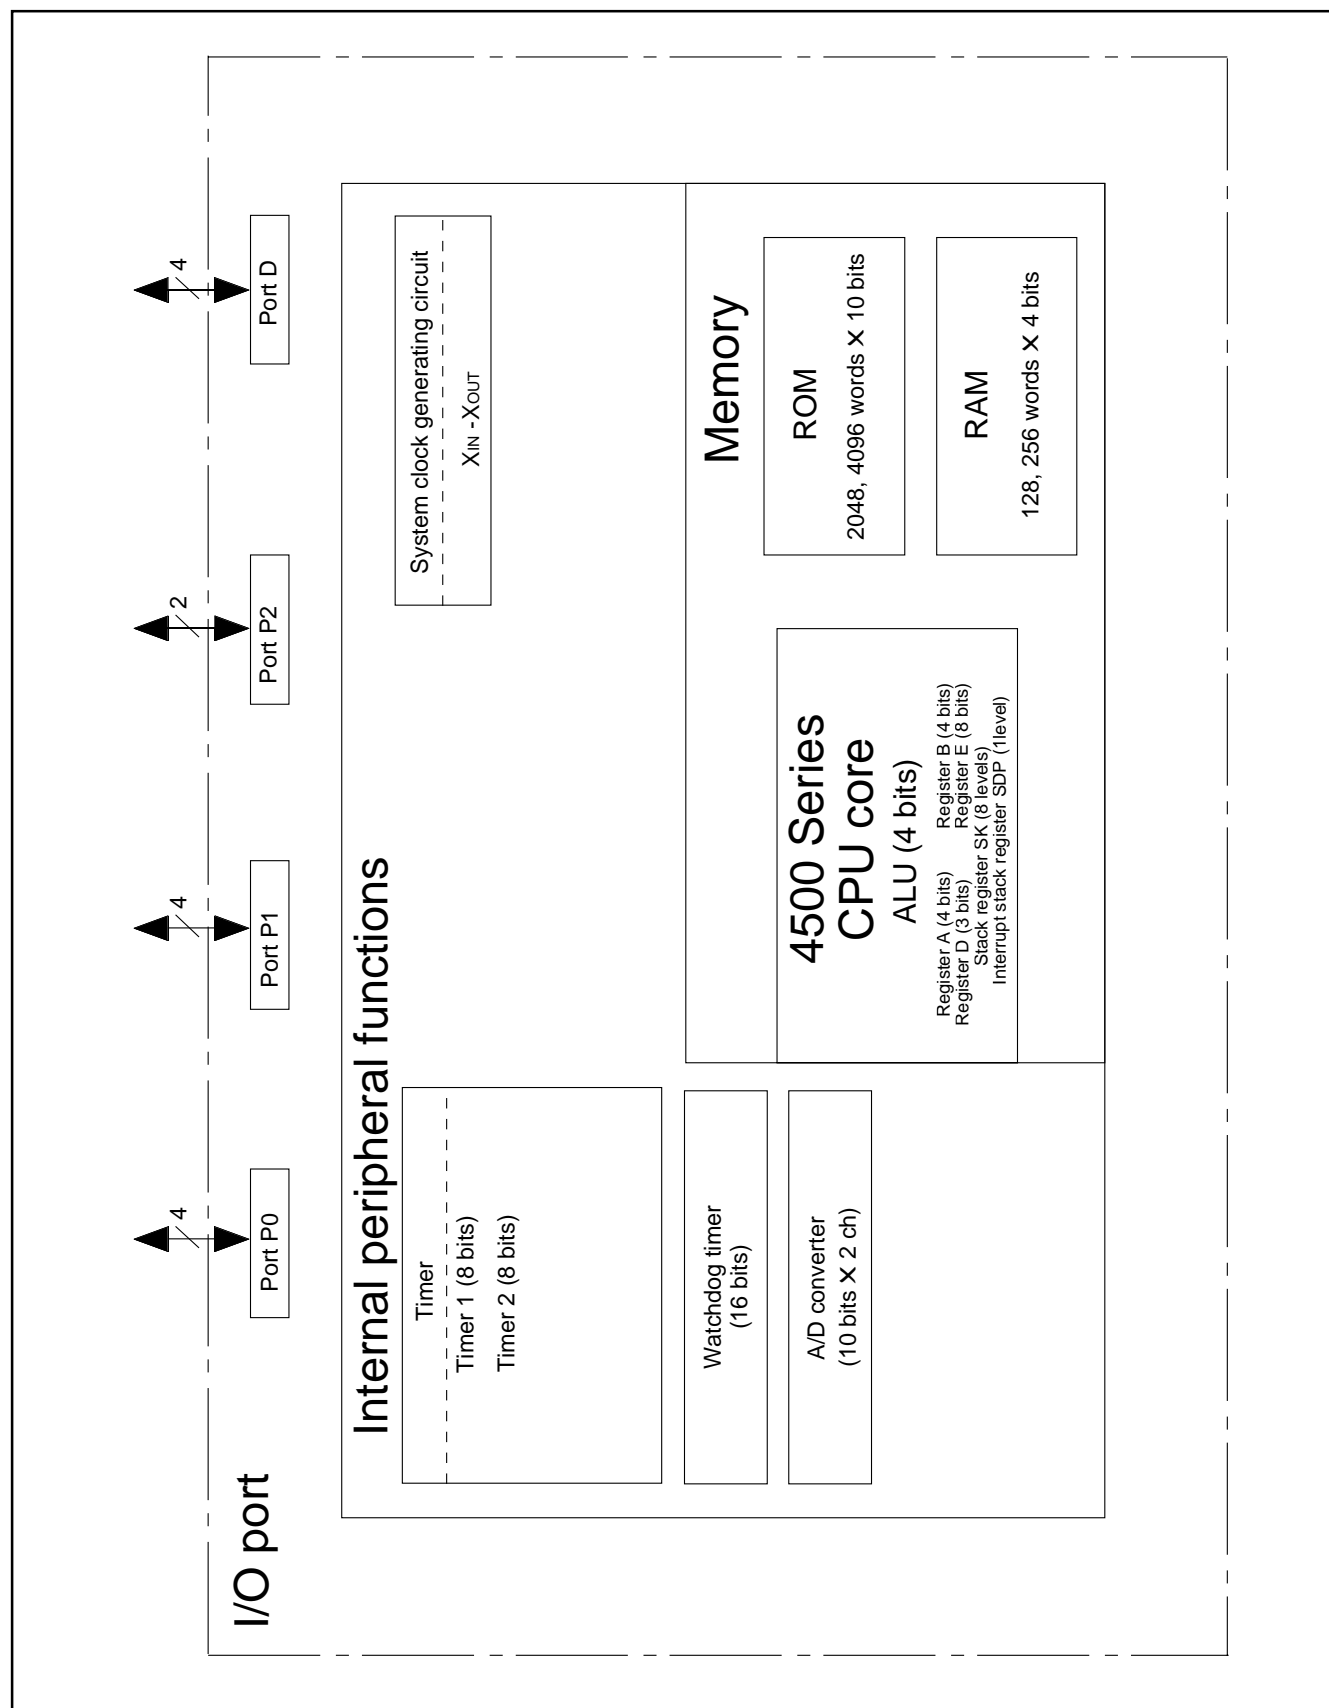 4
4
2
4
I/O port
Port P0
Port P1
Port P2
Port D
Internal peripheral functions
Timer
Timer 1 (8 bits)
Timer 2 (8 bits)
System clock generating circuit
XIN -XOUT
Watchdog timer
(16 bits)
A/D converter
(10 bits X 2 ch)
4500 Series
CPU core
ALU (4 bits)
Register A (4 bits) Register B (4 bits)
Register D (3 bits) Register E (8 bits)
Stack register SK (8 levels)
Interrupt stack register SDP (1level)
Memory
ROM
2048, 4096 words X 10 bits
RAM
128, 256 words X 4 bits